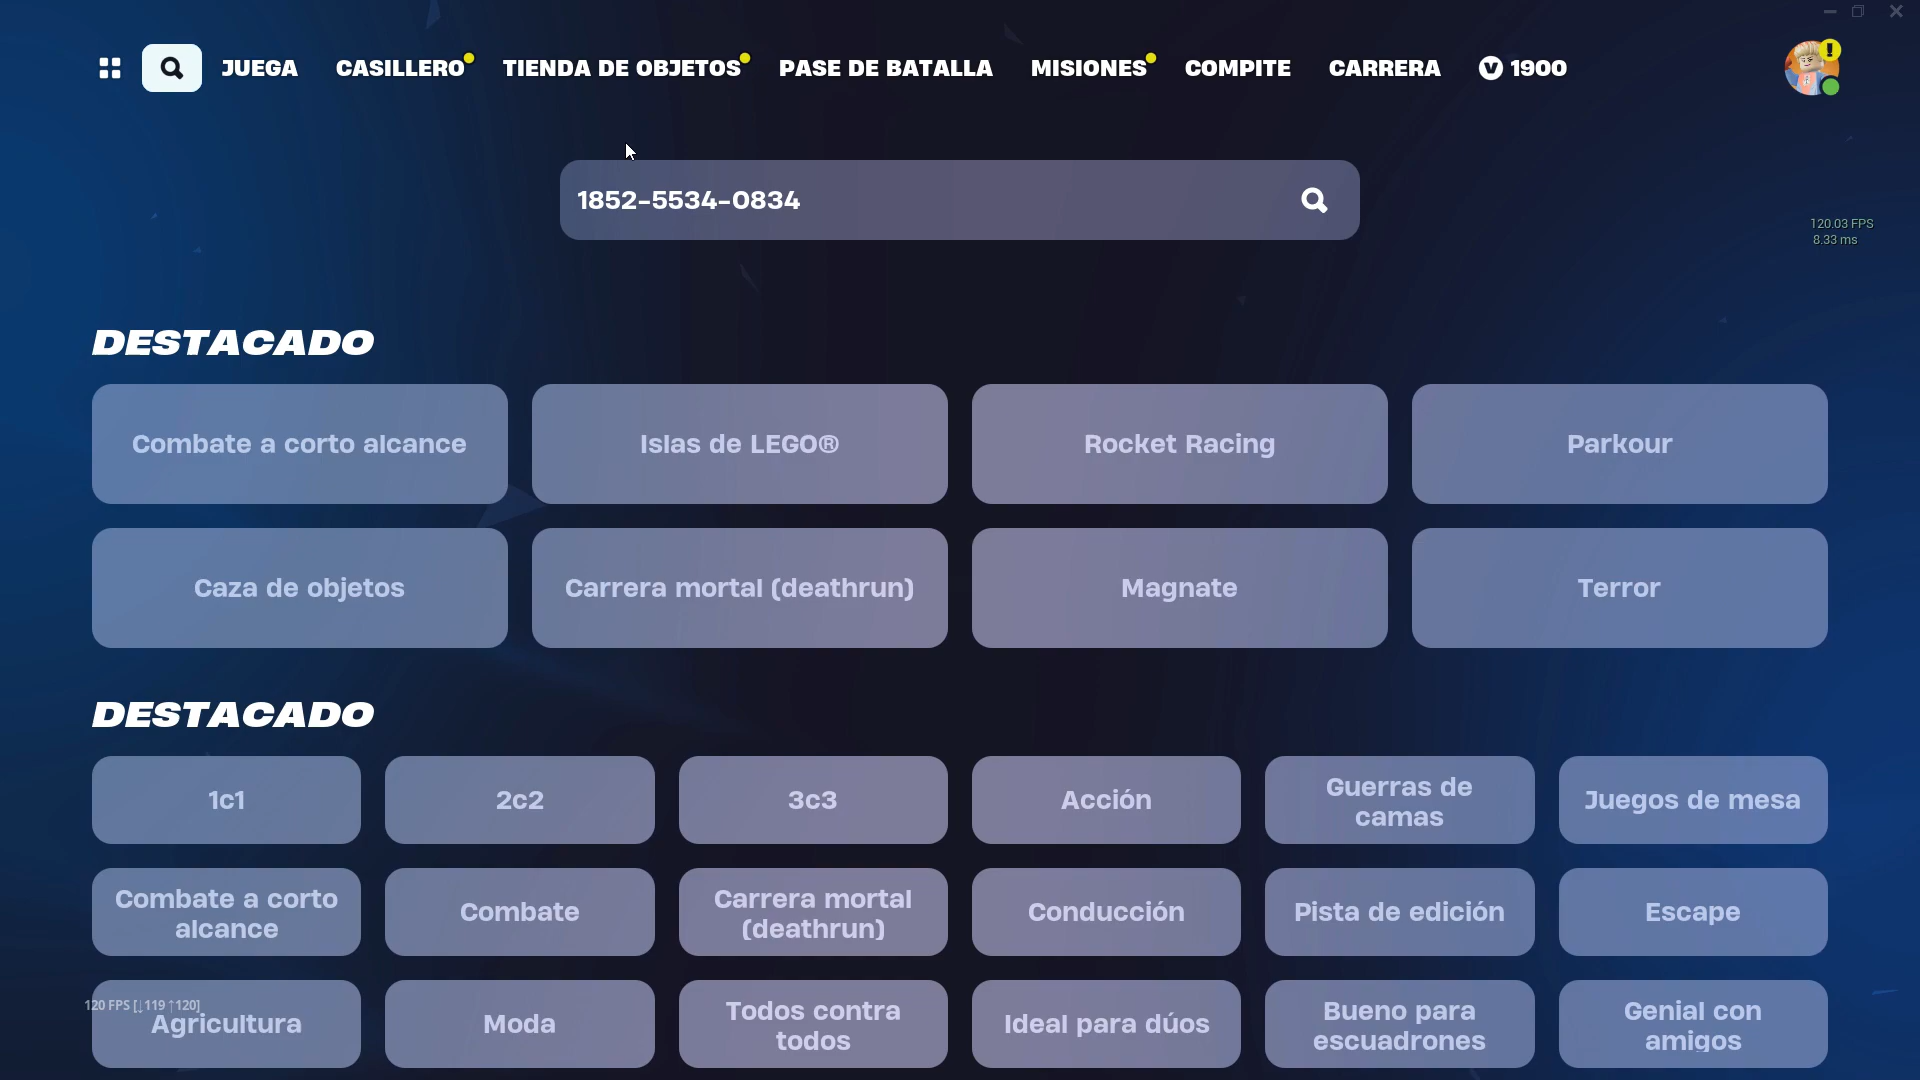 JUEGA CASILLERO TIENDA DE OBJETOS PASE DE BATALLA MISIONES COMPITE CARRERA V 1900
1852-5534-0834
120.03 FPS
8.33 ms
DESTACADO
Combate a corto alcance
Islas de LEGO®
Rocket Racing
Parkour
Caza de objetos
Carrera mortal (deathrun)
Magnate
Terror
DESTACADO
1c1
2c2
3c3
Acción
Guerras de
camas
Juegos de mesa
Combate a corto
alcance
Combate
Carrera mortal
(deathrun)
Conducción
Pista de edición
Escape
120 FPS [↓119 ↑120]
Agricultura
Moda
Todos contra
todos
Ideal para dúos
Bueno para
escuadrones
Genial con
amigos